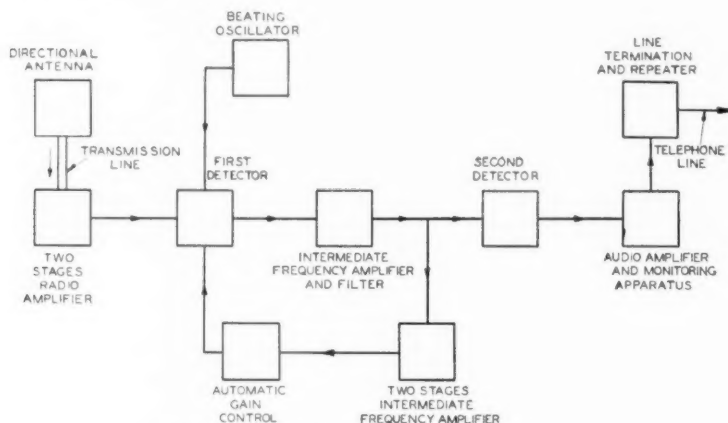 BEATING
OSCILLATOR
DIRECTIONAL
ANTENNA
LINE
TERMINATION
AND REPEATER
TRANSMISSION
LINE
FIRST
DETECTOR
SECOND
DETECTOR
TELEPHONE
LINE
TWO
STAGES
RADIO
AMPLIFIER
INTERMEDIATE
FREQUENCY AMPLIFIER
AND FILTER
AUDIO AMPLIFIER
AND MONITORING
APPARATUS
AUTOMATIC
GAIN
CONTROL
TWO STAGES
INTERMEDIATE
FREQUENCY AMPLIFIER